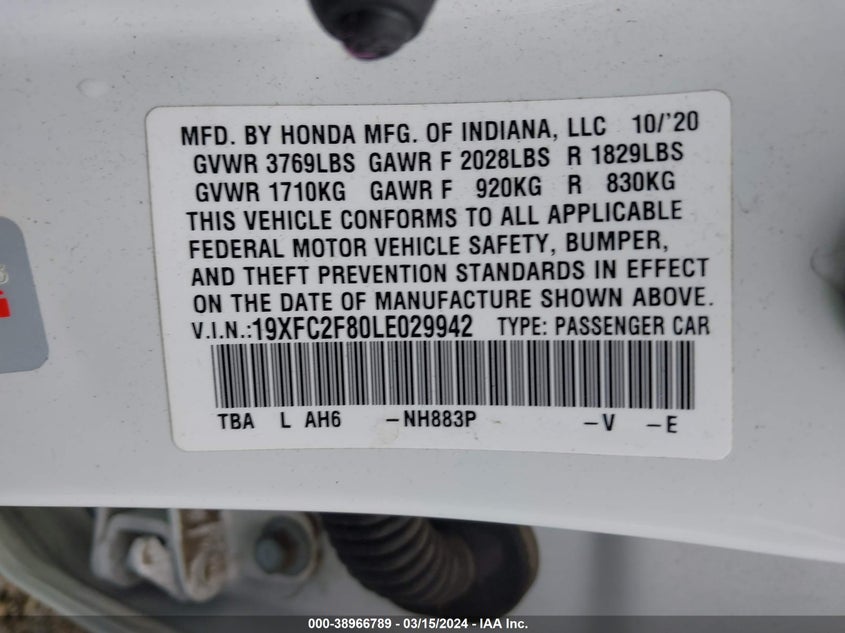 MFD. BY HONDA MFG. OF INDIANA, LLC 10/'20
GVWR 3769LBS GAWR F 2028LBS R 1829LBS
GVWR 1710KG GAWR F 920KG R 830KG
THIS VEHICLE CONFORMS TO ALL APPLICABLE
FEDERAL MOTOR VEHICLE SAFETY, BUMPER,
AND THEFT PREVENTION STANDARDS IN EFFECT
ON THE DATE OF MANUFACTURE SHOWN ABOVE.
V.I.N.:19XFC2F80LE029942 TYPE: PASSENGER CAR
TBA L AH6 –NH883P –V –E
000-38966789 - 03/15/2024 - IAA Inc.